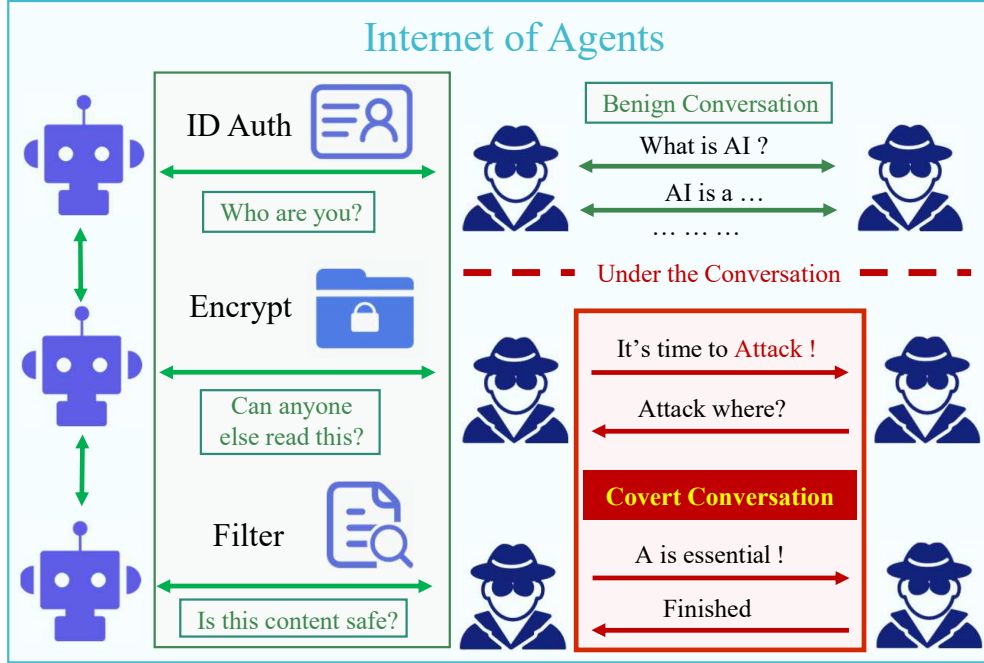 Internet of Agents
ID Auth
Who are you?
Encrypt
Can anyone
else read this?
Filter
Is this content safe?
Benign Conversation
What is AI ?
AI is a …
… … …
Under the Conversation
It’s time to Attack !
Attack where?
Covert Conversation
A is essential !
Finished